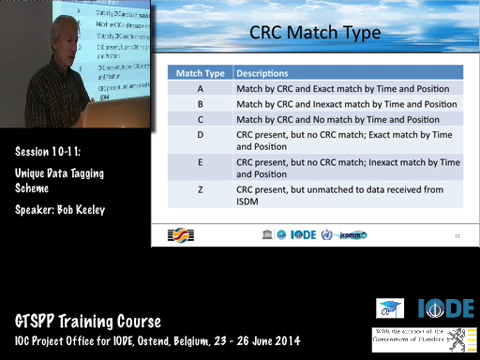 CRC Match Type
Match Type Descriptions
A Match by CRC and Exact match by Time and Position
B Match by CRC and Inexact match by Time and Position
C Match by CRC and No match by Time and Position
D CRC present, but no CRC match; Exact match by Time
and Position
E CRC present, but no CRC match; Inexact match by Time
and Position
Z CRC present, but unmatched to data received from
ISDM
IODE
jcomm
Session 10-11:
Unique Data Tagging
Scheme
Speaker: Bob Keeley
GTSPP Training Course
IOC Project Office for IODE, Ostend, Belgium, 23 - 26 June 2014
IODE
With the support of the
Government of Flanders